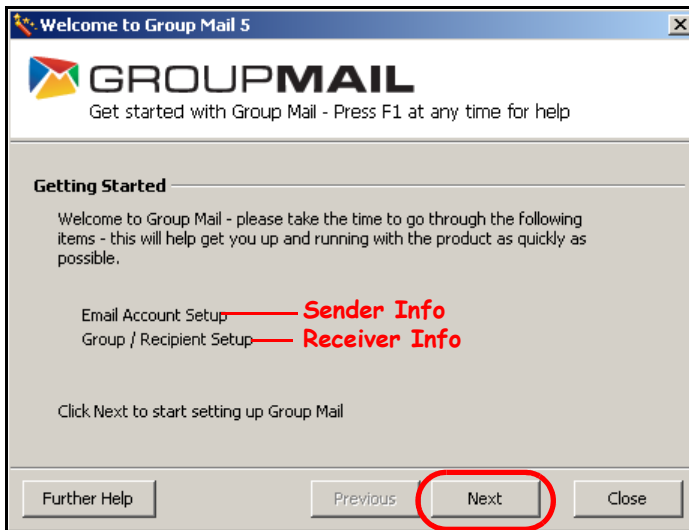 Welcome to Group Mail 5
GROUPMAIL
Get started with Group Mail - Press F1 at any time for help
Getting Started
Welcome to Group Mail - please take the time to go through the following
items - this will help get you up and running with the product as quickly as
possible.
Email Account Setup Sender Info
Group / Recipient Setup Receiver Info
Click Next to start setting up Group Mail
Further Help Previous Next Close